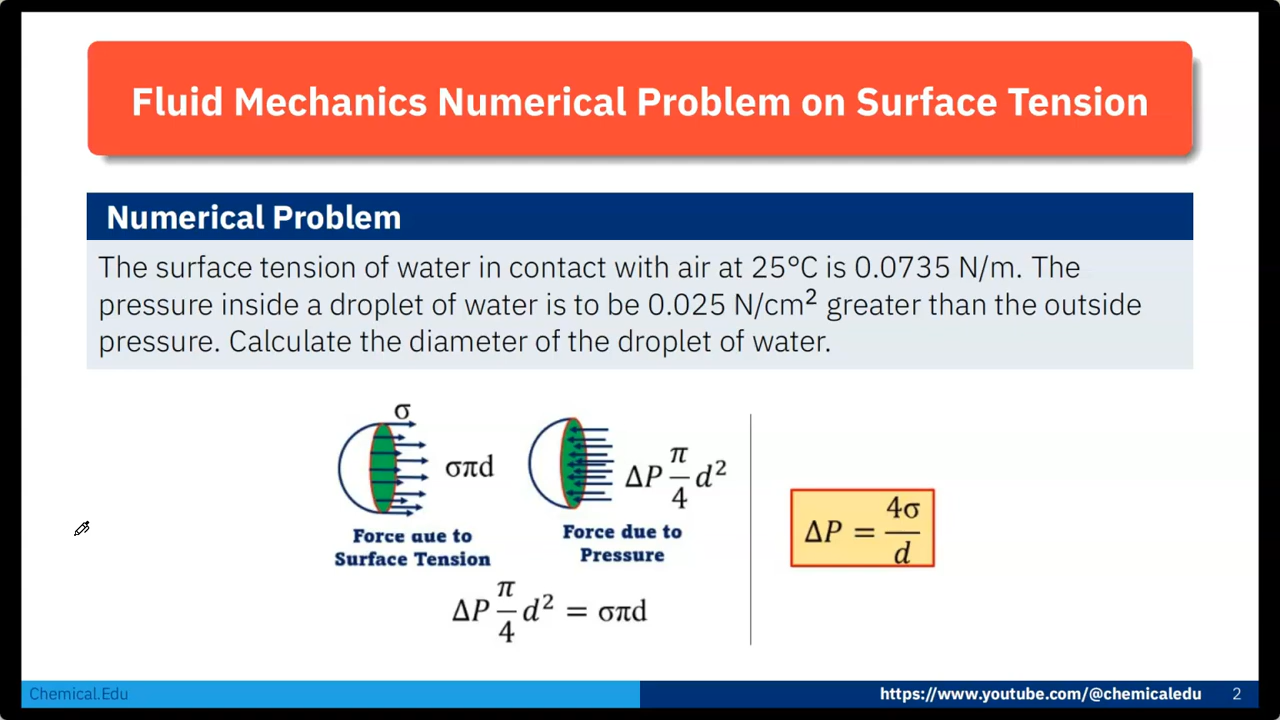 Fluid Mechanics Numerical Problem on Surface Tension
Numerical Problem
The surface tension of water in contact with air at 25°C is 0.0735 N/m. The
pressure inside a droplet of water is to be 0.025 N/cm² greater than the outside
pressure. Calculate the diameter of the droplet of water.
σ
σπd
ΔP π/4 d²
Force aue to
Surface Tension
Force due to
Pressure
ΔP π/4 d² = σπd
ΔP = 4σ/d
Chemical.Edu
https://www.youtube.com/@chemicaledu 2